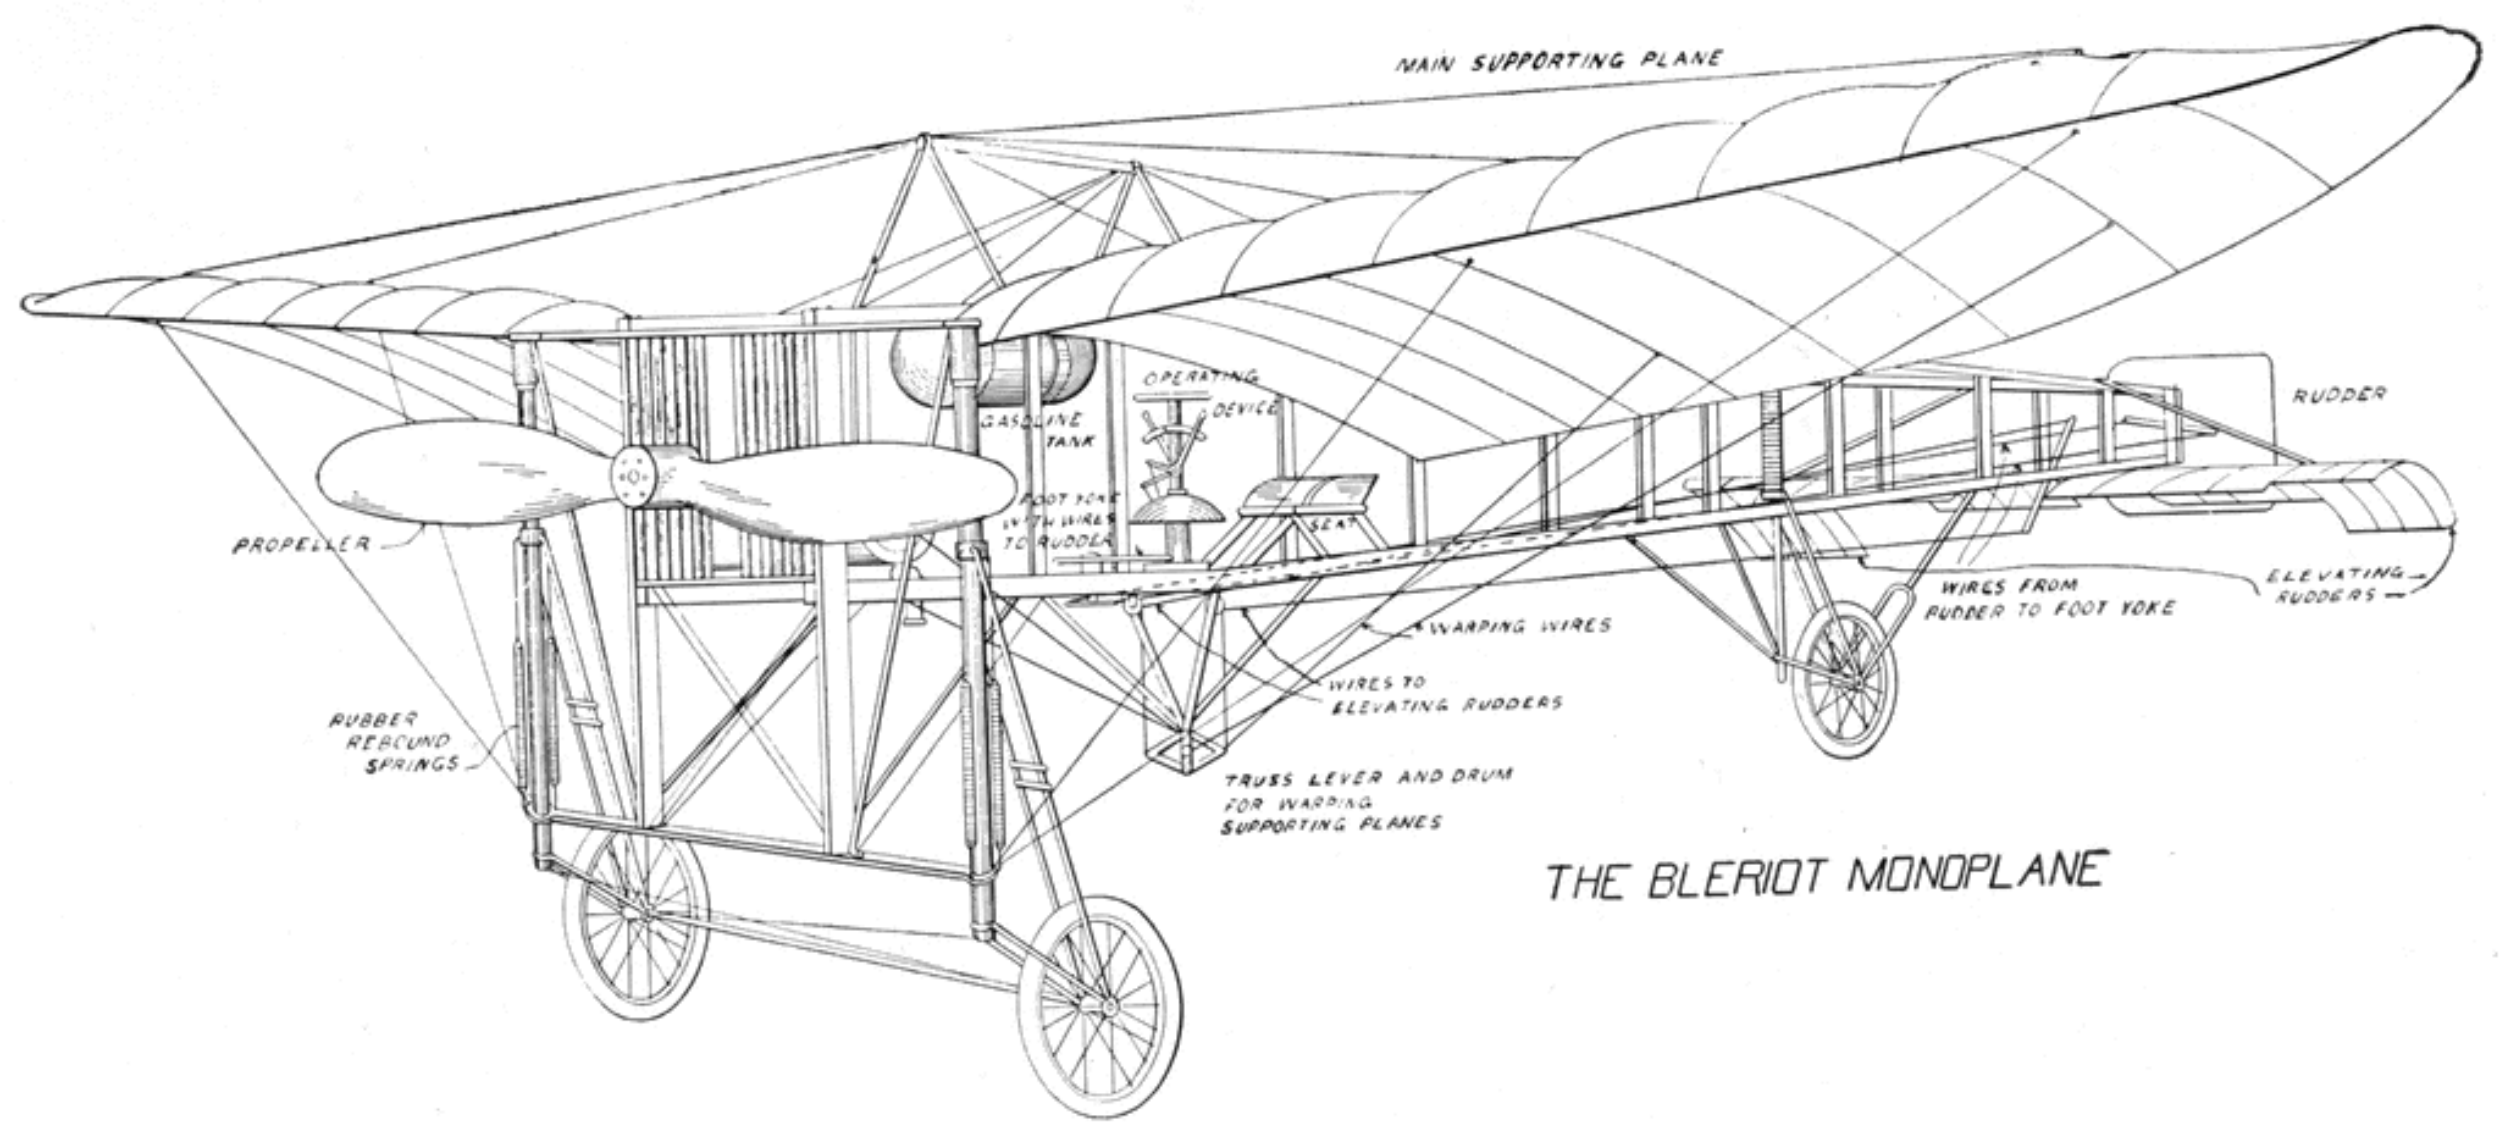 MAIN SUPPORTING PLANE
OPERATING
DEVICE
GASOLINE
TANK
RUDDER
FOOT YOKE
WITH WIRES
TO RUDDER
SEAT
PROPELLER
ELEVATING
RUDDERS
WIRES FROM
RUDDER TO FOOT YOKE
WARPING WIRES
WIRES TO
ELEVATING RUDDERS
RUBBER
REBOUND
SPRINGS
TRUSS LEVER AND DRUM
FOR WARPING
SUPPORTING PLANES
THE BLERIOT MONOPLANE